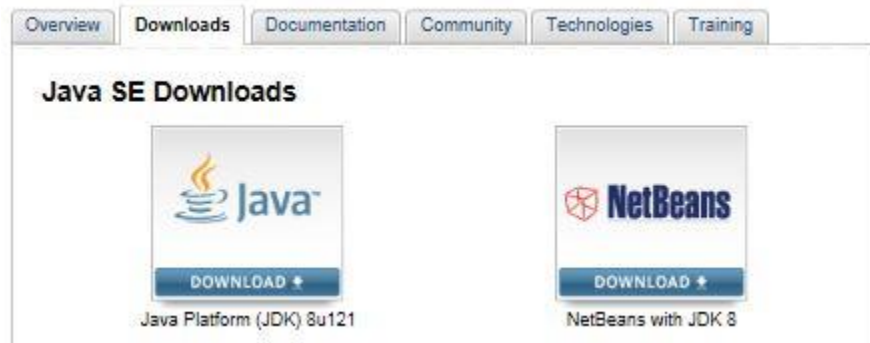 Overview Downloads Documentation Community Technologies Training
Java SE Downloads
Java™ NetBeans
DOWNLOAD DOWNLOAD
Java Platform (JDK) 8u121 NetBeans with JDK 8